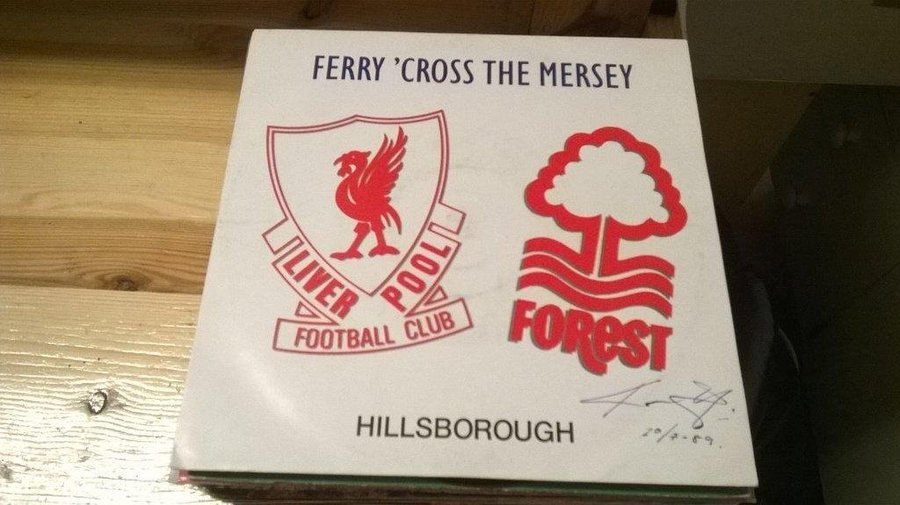 FERRY 'CROSS THE MERSEY
LIVER POOL
FOOTBALL CLUB
FOREST
HILLSBOROUGH